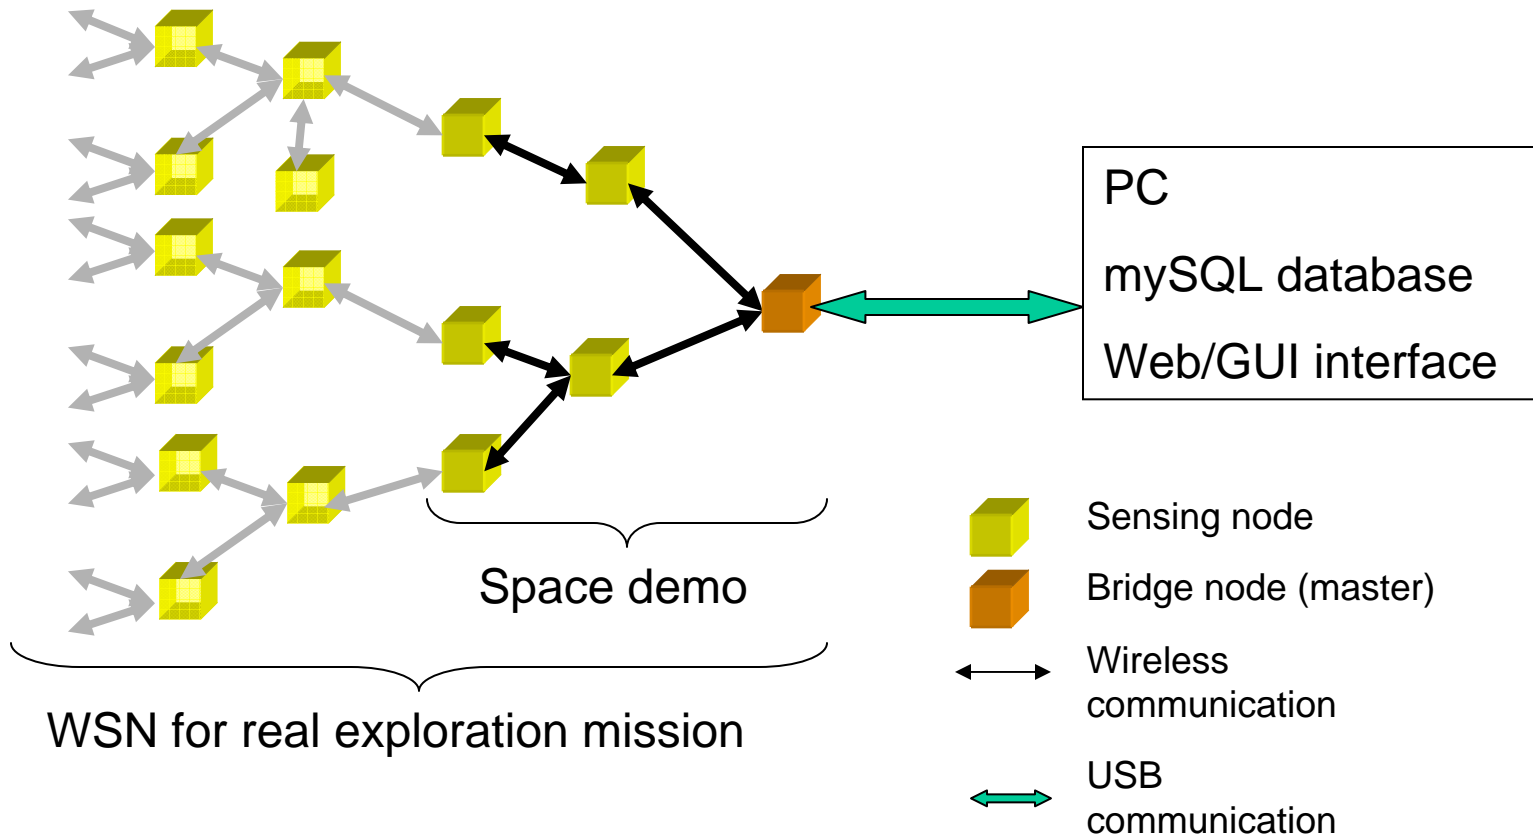 PC
mySQL database
Web/GUI interface
Space demo
WSN for real exploration mission
Sensing node
Bridge node (master)
Wireless
communication
USB
communication